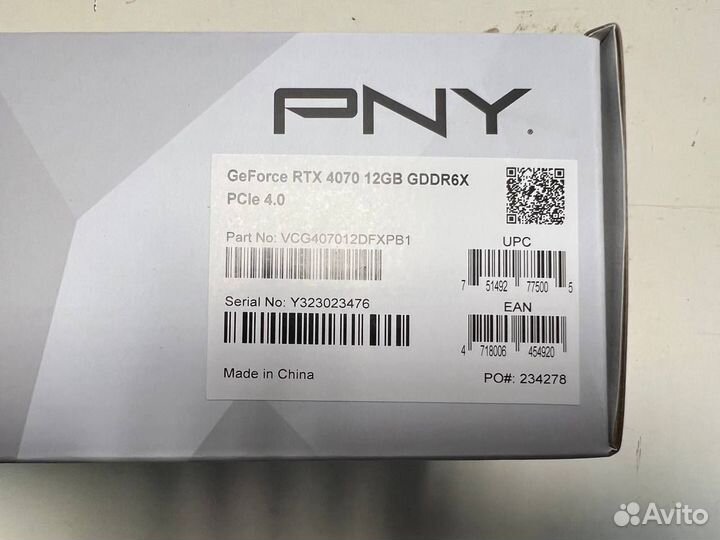 PNY.
GeForce RTX 4070 12GB GDDR6X
PCIe 4.0
Part No: VCG407012DFXPB1
UPC
7 51492 77500 5
Serial No: Y323023476
EAN
4 718006 454920
Made in China
PO#: 234278
Avito